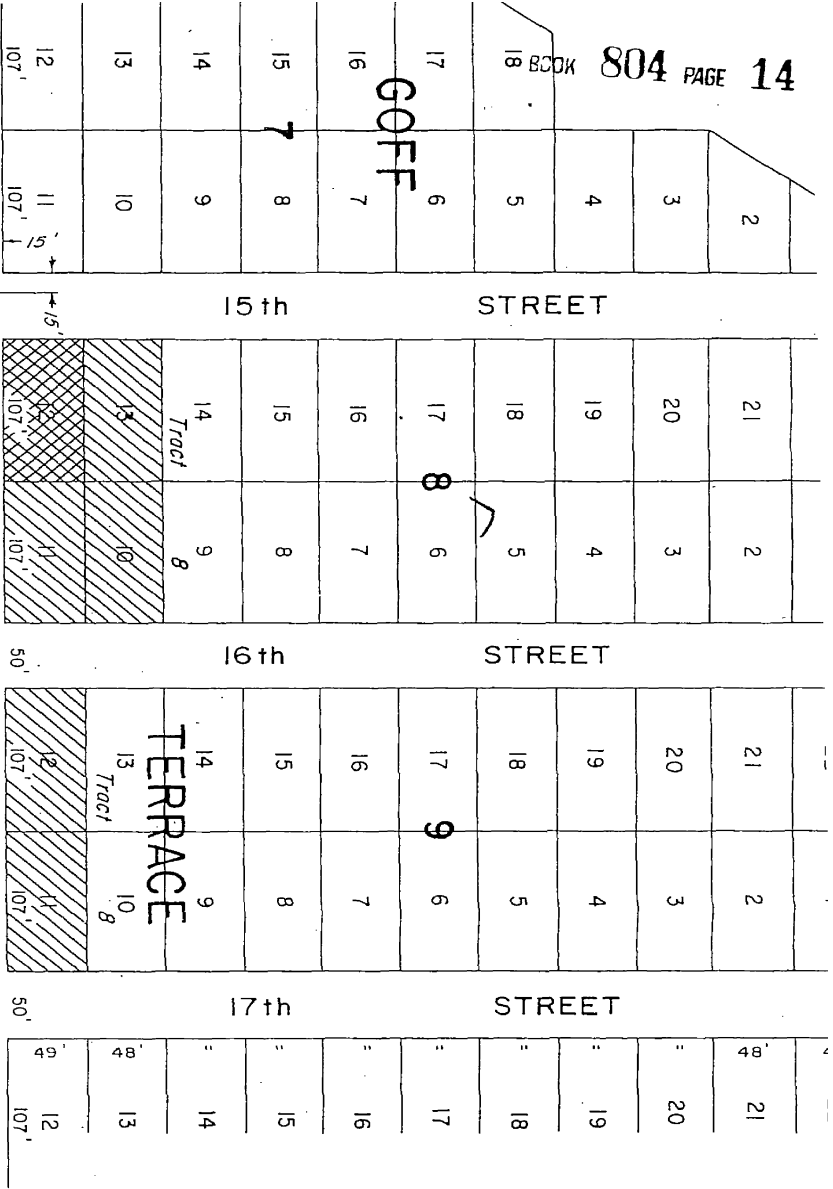 BOOK 804 PAGE 14
12 13 14 15 16 17 18
107'
GOFF
7
11 10 9 8 7 6 5 4 3 2
107'
15'
15th STREET
15'
12 13 14 15 16 17 18 19 20 21
107'
Tract 8
8
11 10 9 8 7 6 5 4 3 2
107'
50' 16th STREET
12 13 14 15 16 17 18 19 20 21
107'
TERRACE
Tract 8
9
11 10 9 8 7 6 5 4 3 2
107'
50' 17th STREET
49' 48' " " " " " " " 48'
12 13 14 15 16 17 18 19 20 21
107'